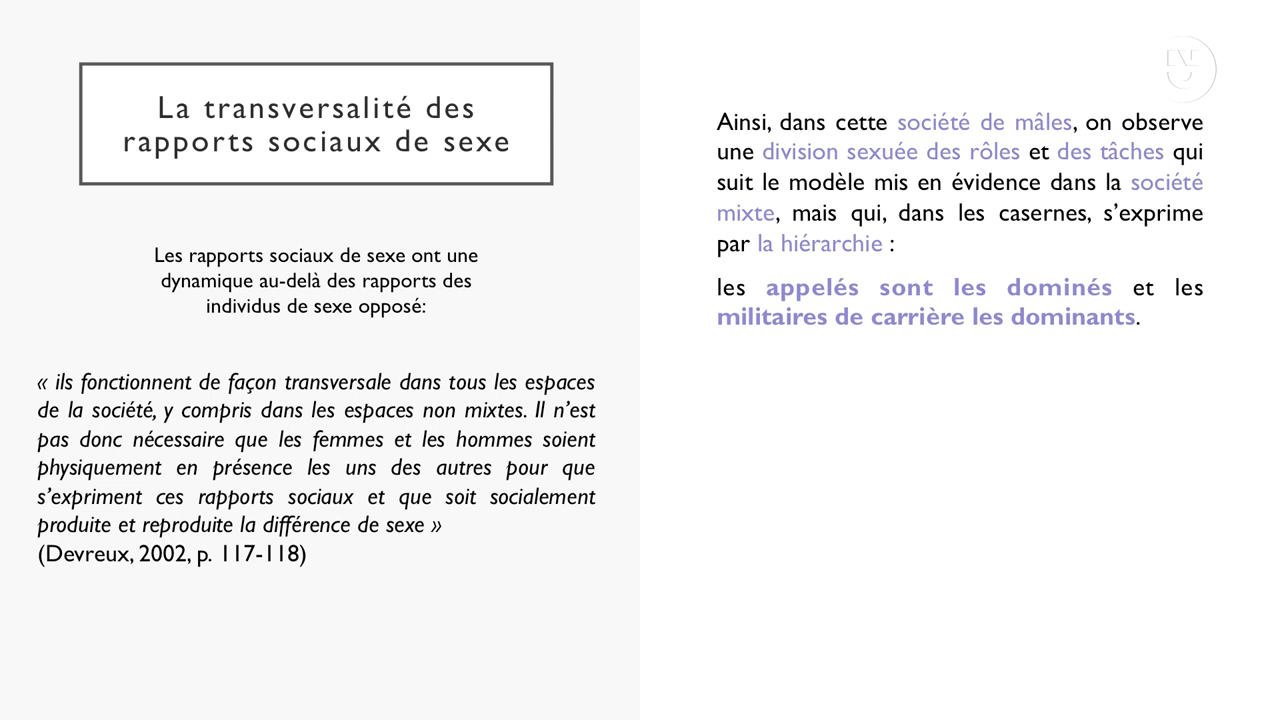 La transversalité des
rapports sociaux de sexe
Les rapports sociaux de sexe ont une
dynamique au-delà des rapports des
individus de sexe opposé:
« ils fonctionnent de façon transversale dans tous les espaces
de la société, y compris dans les espaces non mixtes. Il n’est
pas donc nécessaire que les femmes et les hommes soient
physiquement en présence les uns des autres pour que
s’expriment ces rapports sociaux et que soit socialement
produite et reproduite la différence de sexe »
(Devreux, 2002, p. 117-118)
Ainsi, dans cette société de mâles, on observe
une division sexuée des rôles et des tâches qui
suit le modèle mis en évidence dans la société
mixte, mais qui, dans les casernes, s’exprime
par la hiérarchie :
les appelés sont les dominés et les
militaires de carrière les dominants.